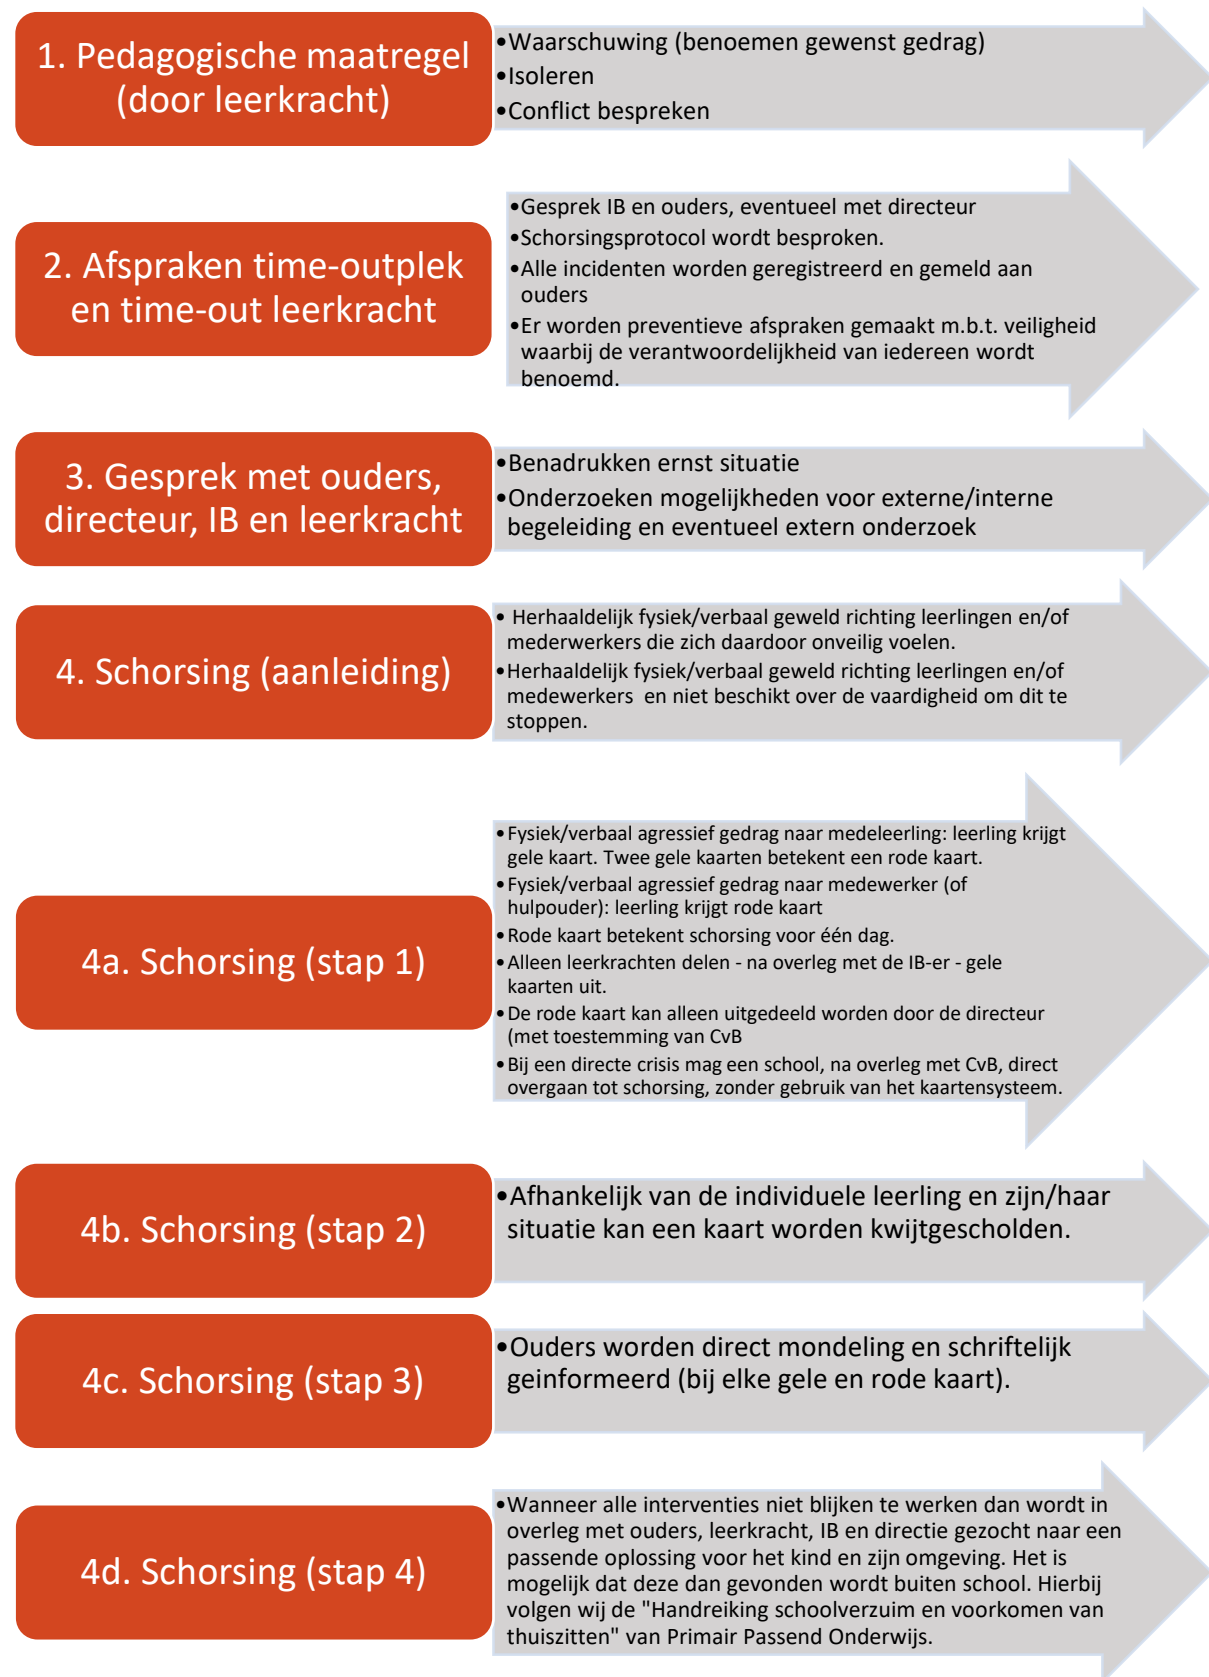 1. Pedagogische maatregel
(door leerkracht)
•Waarschuwing (benoemen gewenst gedrag)
•Isoleren
•Conflict bespreken
2. Afspraken time-outplek
en time-out leerkracht
•Gesprek IB en ouders, eventueel met directeur
•Schorsingsprotocol wordt besproken.
•Alle incidenten worden geregistreerd en gemeld aan
ouders
•Er worden preventieve afspraken gemaakt m.b.t. veiligheid
waarbij de verantwoordelijkheid van iedereen wordt
benoemd.
3. Gesprek met ouders,
directeur, IB en leerkracht
•Benadrukken ernst situatie
•Onderzoeken mogelijkheden voor externe/interne
begeleiding en eventueel extern onderzoek
4. Schorsing (aanleiding)
• Herhaaldelijk fysiek/verbaal geweld richting leerlingen en/of
mederwerkers die zich daardoor onveilig voelen.
•Herhaaldelijk fysiek/verbaal geweld richting leerlingen en/of
medewerkers  en niet beschikt over de vaardigheid om dit te
stoppen.
4a. Schorsing (stap 1)
•Fysiek/verbaal agressief gedrag naar medeleerling: leerling krijgt
gele kaart. Twee gele kaarten betekent een rode kaart.
•Fysiek/verbaal agressief gedrag naar medewerker (of
hulpouder): leerling krijgt rode kaart
•Rode kaart betekent schorsing voor één dag.
•Alleen leerkrachten delen - na overleg met de IB-er - gele
kaarten uit.
•De rode kaart kan alleen uitgedeeld worden door de directeur
(met toestemming van CvB
•Bij een directe crisis mag een school, na overleg met CvB, direct
overgaan tot schorsing, zonder gebruik van het kaartensysteem.
4b. Schorsing (stap 2)
•Afhankelijk van de individuele leerling en zijn/haar
situatie kan een kaart worden kwijtgescholden.
4c. Schorsing (stap 3)
•Ouders worden direct mondeling en schriftelijk
geinformeerd (bij elke gele en rode kaart).
4d. Schorsing (stap 4)
•Wanneer alle interventies niet blijken te werken dan wordt in
overleg met ouders, leerkracht, IB en directie gezocht naar een
passende oplossing voor het kind en zijn omgeving. Het is
mogelijk dat deze dan gevonden wordt buiten school. Hierbij
volgen wij de "Handreiking schoolverzuim en voorkomen van
thuiszitten" van Primair Passend Onderwijs.